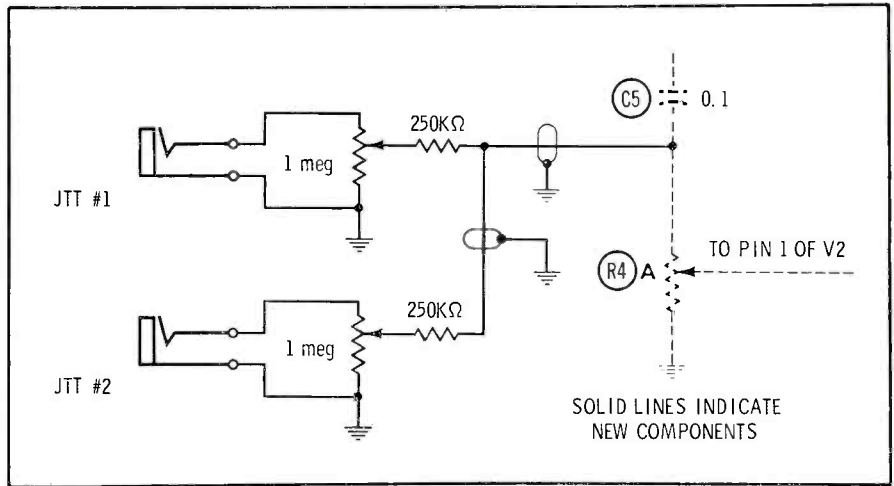 C5 0.1
250KΩ
1 meg
JTT #1
TO PIN 1 OF V2
R4 A
250KΩ
1 meg
JTT #2
SOLID LINES INDICATE
NEW COMPONENTS